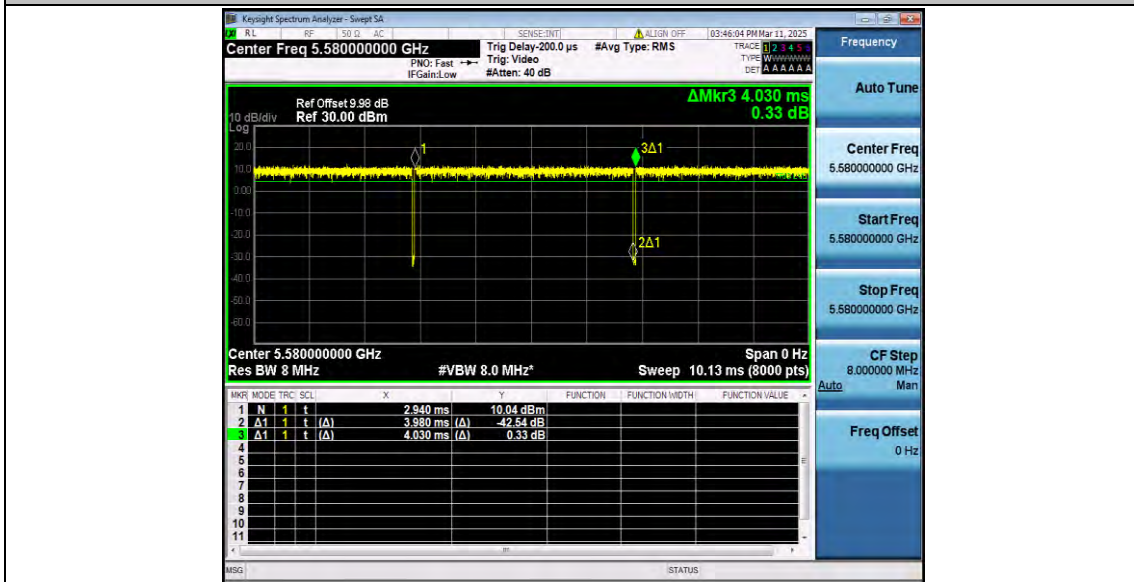 Keysight Spectrum Analyzer - Swept SA
RL RF 50 Ω AC SENSE:INT ALIGN OFF 03:46:04 PM Mar 11, 2025
Center Freq 5.580000000 GHz
PNO: Fast
IFGain:Low
Trig Delay-200.0 µs
Trig: Video
#Atten: 40 dB
#Avg Type: RMS
TRACE 1 2 3 4 5 6
TYPE WWWWWW
DET A A A A A A
Ref Offset 9.98 dB
10 dB/div Ref 30.00 dBm
Log
ΔMkr3 4.030 ms
0.33 dB
20.0
10.0
0.00
-10.0
-20.0
-30.0
-40.0
-50.0
-60.0
1
3Δ1
2Δ1
Center 5.580000000 GHz Span 0 Hz
Res BW 8 MHz #VBW 8.0 MHz* Sweep 10.13 ms (8000 pts)
MKR MODE TRC SCL X Y FUNCTION FUNCTION WIDTH FUNCTION VALUE
1 N 1 t 2.940 ms 10.04 dBm
2 Δ1 1 t (Δ) 3.980 ms (Δ) -42.54 dB
3 Δ1 1 t (Δ) 4.030 ms (Δ) 0.33 dB
4
5
6
7
8
9
10
11
MSG STATUS
Frequency
Auto Tune
Center Freq
5.580000000 GHz
Start Freq
5.580000000 GHz
Stop Freq
5.580000000 GHz
CF Step
8.000000 MHz
Auto Man
Freq Offset
0 Hz